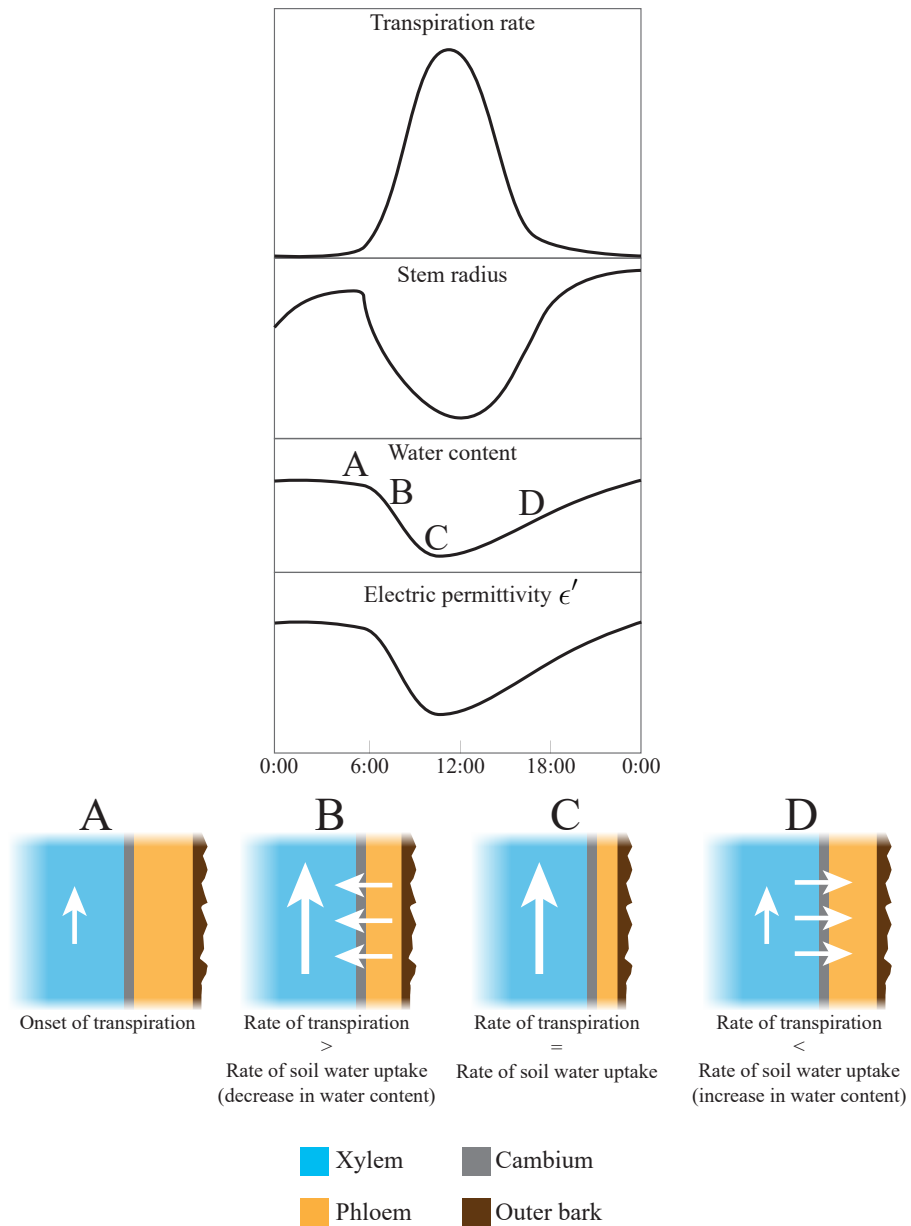 Transpiration rate
Stem radius
Water content
A
B
C
D
Electric permittivity ϵ′
0:00 6:00 12:00 18:00 0:00
A B C D
Onset of transpiration
Rate of transpiration
>
Rate of soil water uptake
(decrease in water content)
Rate of transpiration
=
Rate of soil water uptake
Rate of transpiration
<
Rate of soil water uptake
(increase in water content)
Xylem
Cambium
Phloem
Outer bark